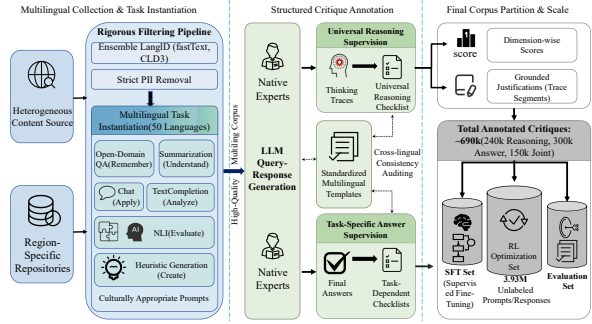 Multilingual Collection & Task Instantiation
Structured Critique Annotation
Final Corpus Partition & Scale
Heterogeneous
Content Source
Region-
Specific
Repositories
Rigorous Filtering Pipeline
Ensemble LangID (fastText,
CLD3)
Strict PII Removal
Multilingual Task
Instantiation(50 Languages)
Open-Domain
QA(Remember)
Summarization
(Understand)
Chat
(Apply)
TextCompletion
(Analyze)
AI
NLI(Evaluate)
Heuristic Generation
(Create)
Culturally Appropriate Prompts
High-Quality Multiling Corpus
Native
Experts
LLM
Query-
Response
Generation
Native
Experts
Universal Reasoning
Supervision
Thinking
Traces
Universal
Reasoning
Checklist
Standardized
Multilingual
Templates
Cross-lingual
Consistency
Auditing
Task-Specific Answer
Supervision
Final
Answers
Task-
Dependent
Checklists
score
Dimension-wise
Scores
Grounded
Justifications (Trace
Segments)
Total Annotated Critiques:
~690k(240k Reasoning, 300k
Answer, 150k Joint)
SFT Set
(Supervis
ed Fine-
Tuning)
RL
Optimization
Set
3.93M
Unlabeled
Prompts/Responses
Evaluation
Set